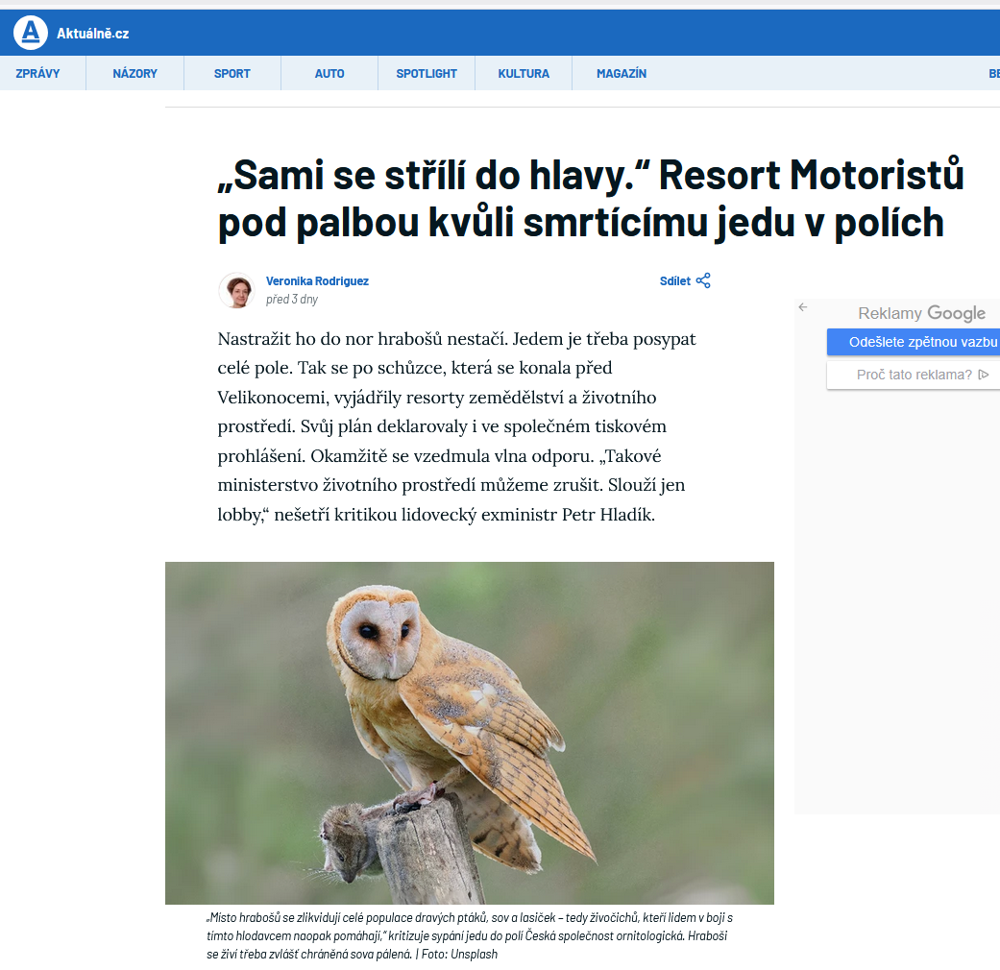 Aktuálně.cz
ZPRÁVY NÁZORY SPORT AUTO SPOTLIGHT KULTURA MAGAZÍN
„Sami se střílí do hlavy.“ Resort Motoristů
pod palbou kvůli smrtícímu jedu v polích
Veronika Rodriguez
před 3 dny
Sdílet
Reklamy Google
Odešlete zpětnou vazbu
Proč tato reklama?
Nastražit ho do nor hrabošů nestačí. Jedem je třeba posypat
celé pole. Tak se po schůzce, která se konala před
Velikonocemi, vyjádřily resorty zemědělství a životního
prostředí. Svůj plán deklarovaly i ve společném tiskovém
prohlášení. Okamžitě se vzedmula vlna odporu. „Takové
ministerstvo životního prostředí můžeme zrušit. Slouží jen
lobby,“ nešetří kritikou lidovecký exministr Petr Hladík.
„Místo hrabošů se zlikvidují celé populace dravých ptáků, sov a lasiček – tedy živočichů, kteří lidem v boji s
tímto hlodavcem naopak pomáhají,“ kritizuje sypání jedu do polí Česká společnost ornitologická. Hraboši
se živí třeba zvlášť chráněná sova pálená. | Foto: Unsplash